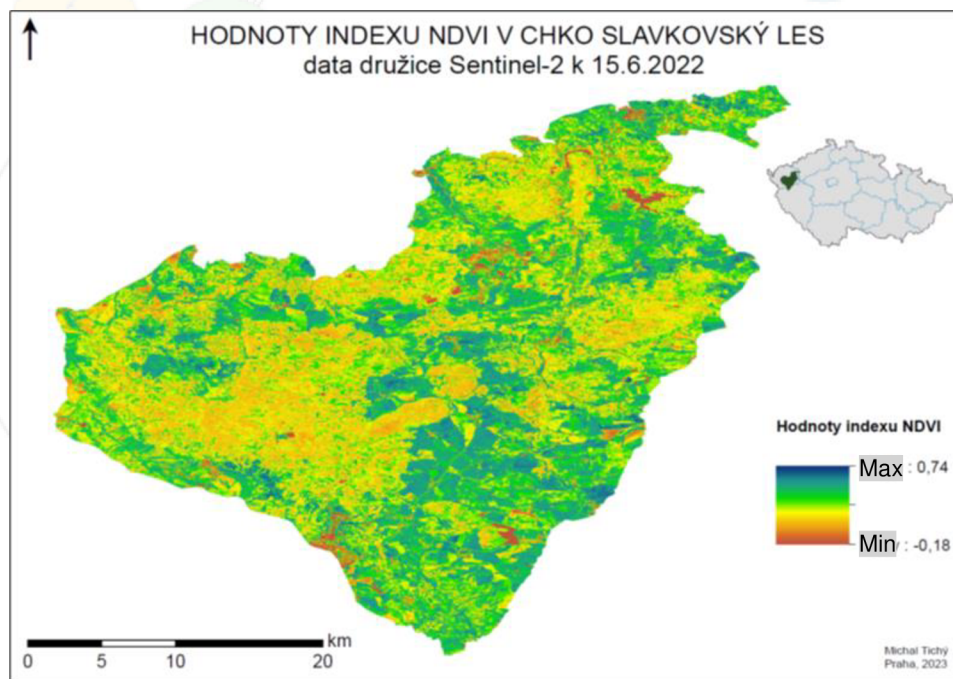 HODNOTY INDEXU NDVI V CHKO SLAVKOVSKÝ LES
data družice Sentinel-2 k 15.6.2022
Hodnoty indexu NDVI
Max : 0,74
Min : -0,18
km
0 5 10 20
Michal Tichý
Praha, 2023